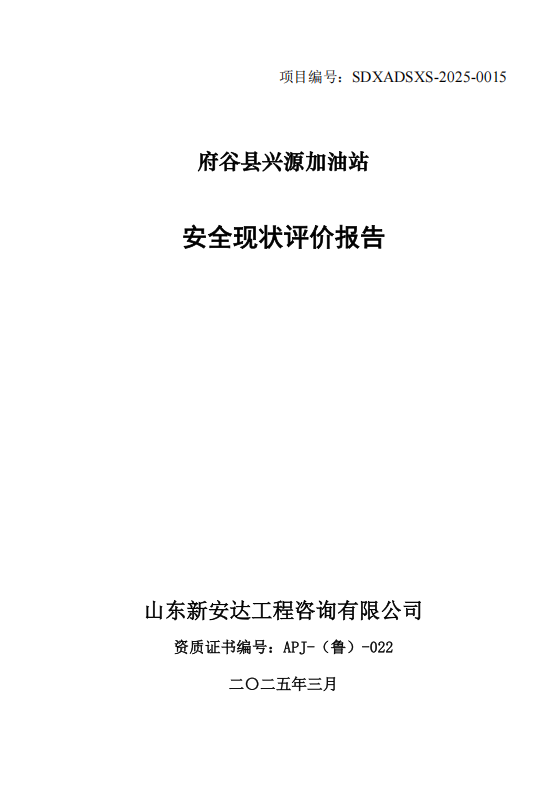 项目编号：SDXADSXS-2025-0015
府谷县兴源加油站
安全现状评价报告
山东新安达工程咨询有限公司
资质证书编号：APJ-（鲁）-022
二〇二五年三月